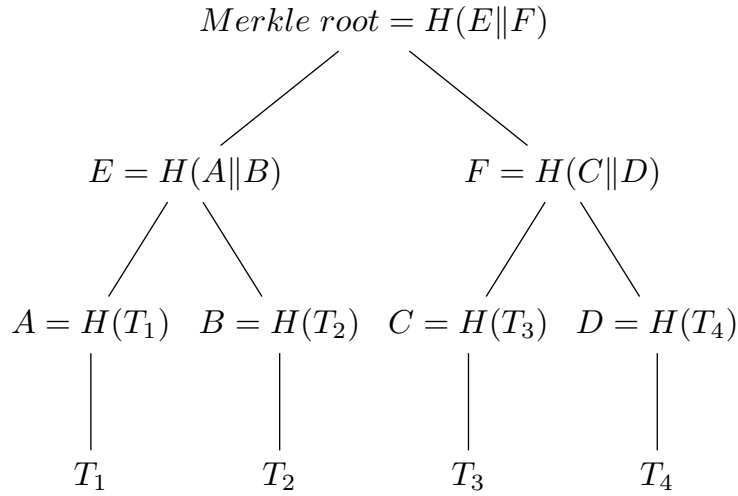 Merkle root = H(E∥F)
E = H(A∥B) F = H(C∥D)
A = H(T₁) B = H(T₂) C = H(T₃) D = H(T₄)
T₁ T₂ T₃ T₄